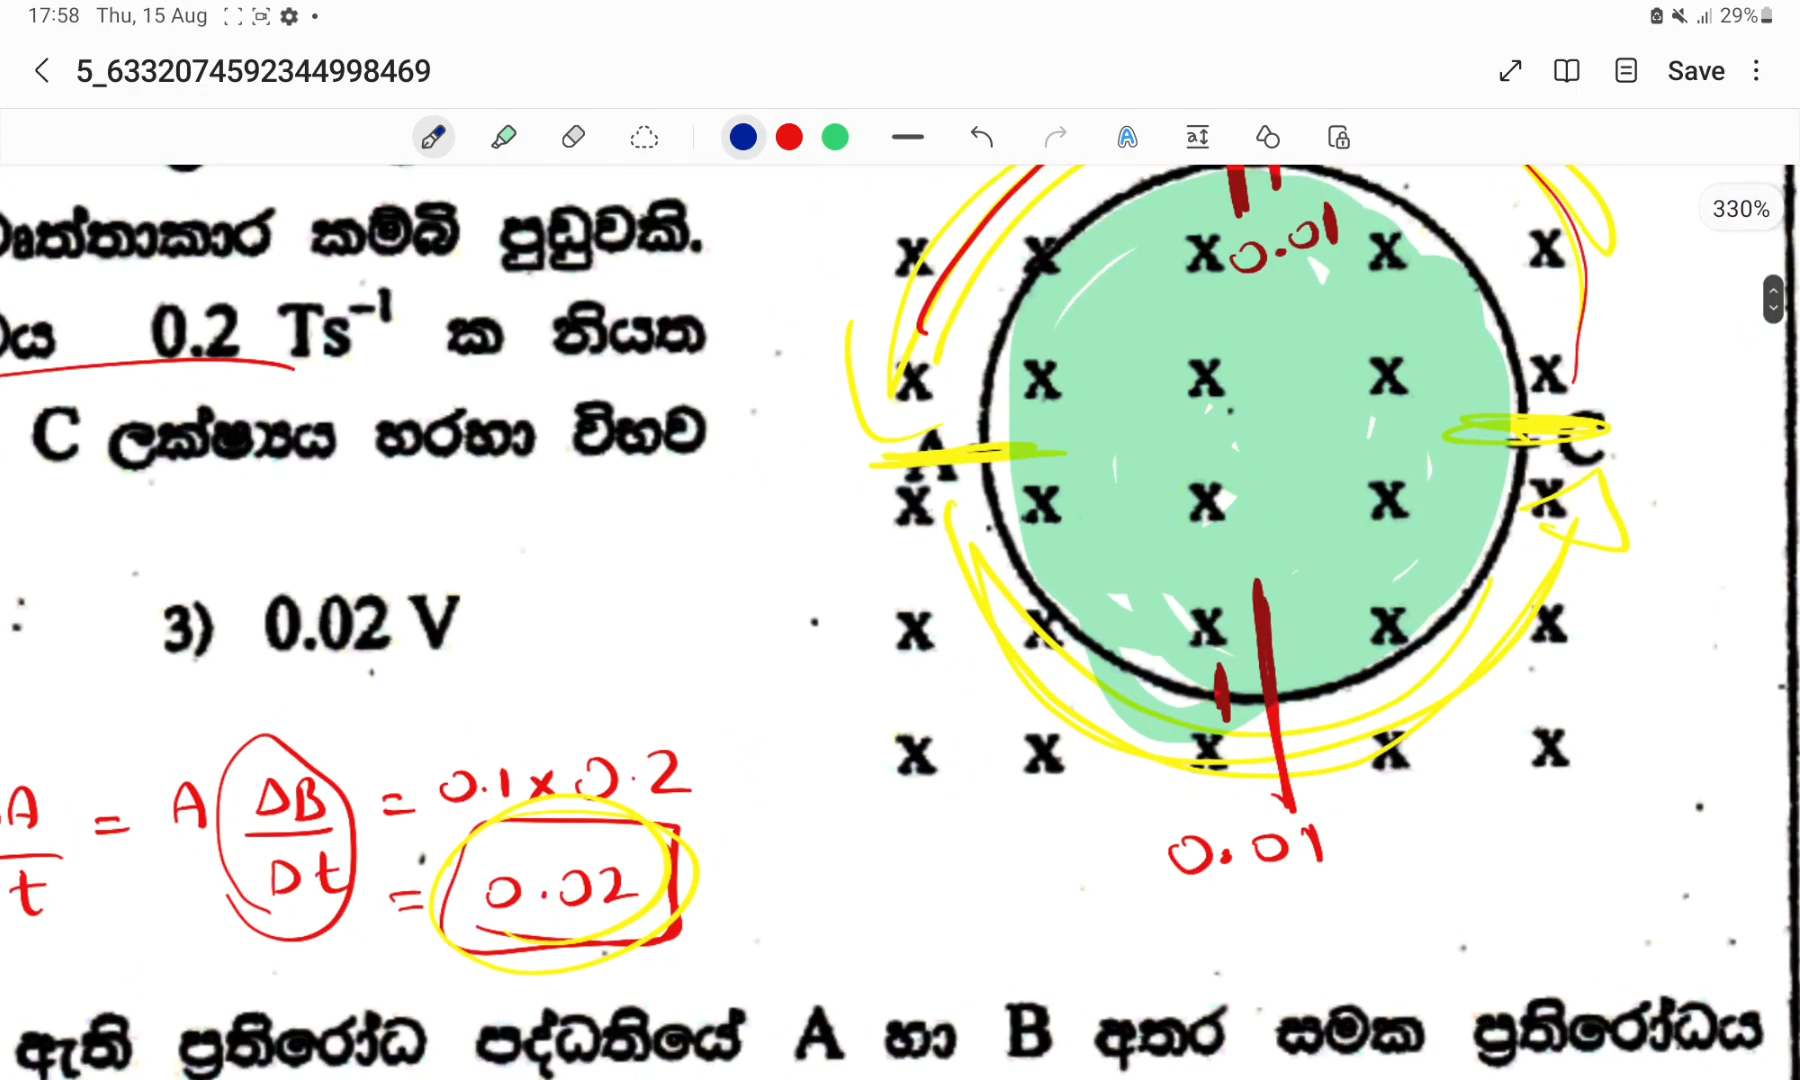 17:58 Thu, 15 Aug
29%
5_6332074592344998469
Save
330%
කම්බි පුඩුවකි.
0.2 Ts⁻¹ ක නියත
C ලක්ෂ්‍යය හරහා විභව
3) 0.02 V
X X X 0.01 X X
X X X X X
A C
X X X X X
X X X X X
X X X X X
0.01
A/t = A ΔB/Dt = 0.1 x 0.2
= 0.02
ඇති ප්‍රතිරෝධ පද්ධතියේ A හා B අතර සමක ප්‍රතිරෝධය